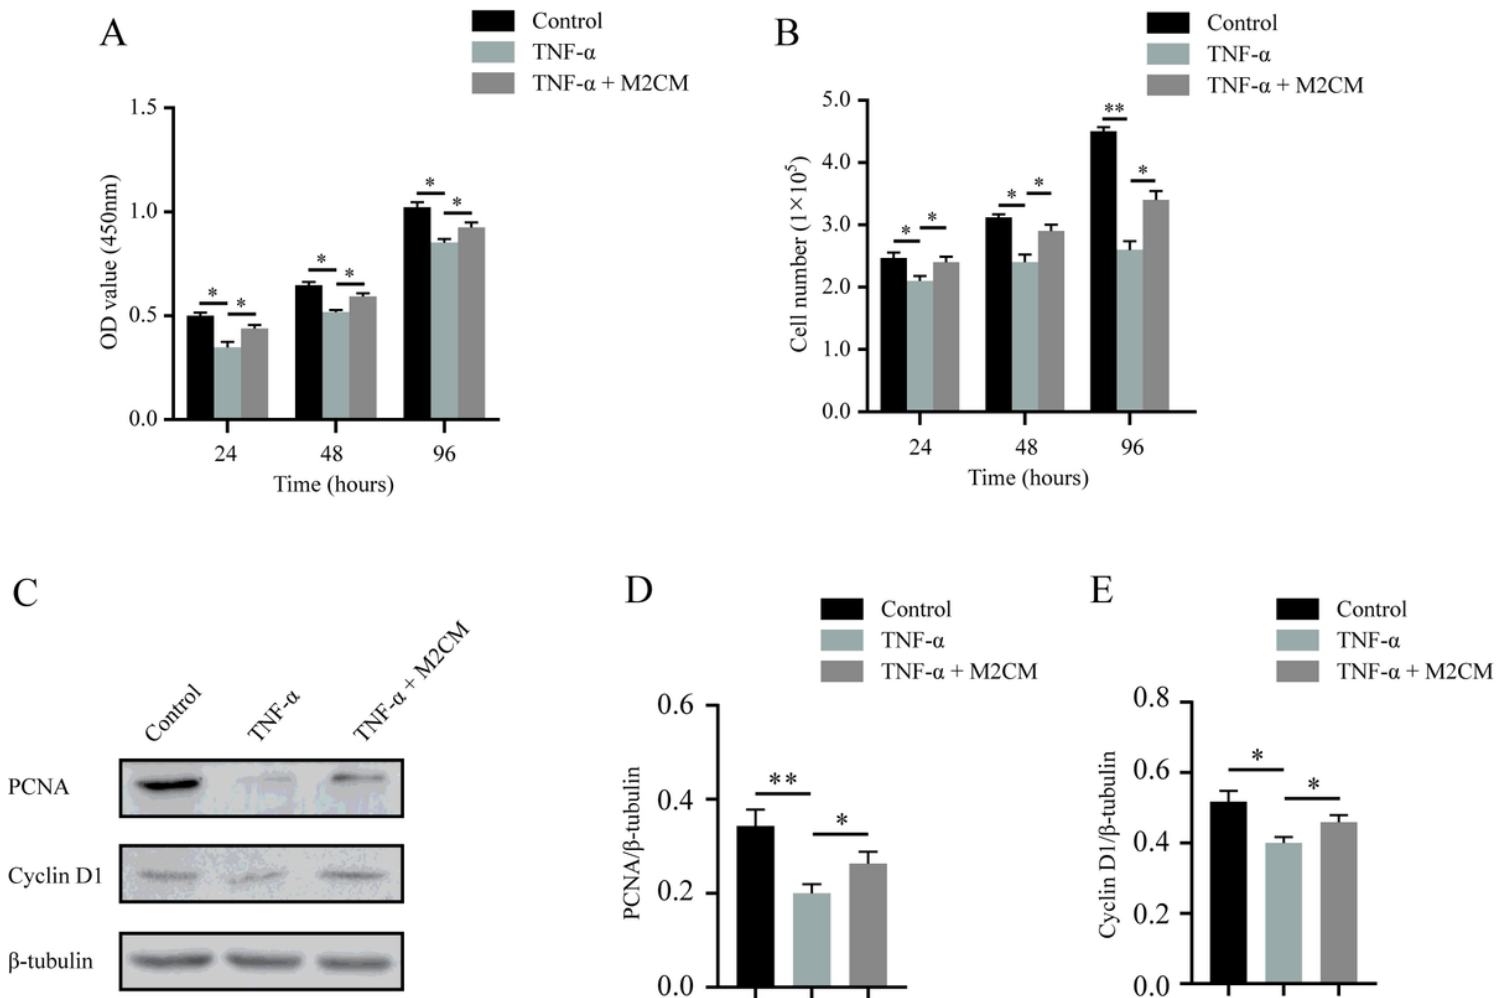 A
Control
TNF-α
TNF-α + M2CM
1.5
1.0
0.5
0.0
OD value (450nm)
* * * * * *
24 48 96
Time (hours)
B
Control
TNF-α
TNF-α + M2CM
5.0
4.0
3.0
2.0
1.0
0.0
Cell number (1×10⁵)
* * * * ** *
24 48 96
Time (hours)
C
Control TNF-α TNF-α + M2CM
PCNA
Cyclin D1
β-tubulin
D
Control
TNF-α
TNF-α + M2CM
0.6
0.4
0.2
0.0
PCNA/β-tubulin
** *
E
Control
TNF-α
TNF-α + M2CM
0.8
0.6
0.4
0.2
0.0
Cyclin D1/β-tubulin
* *